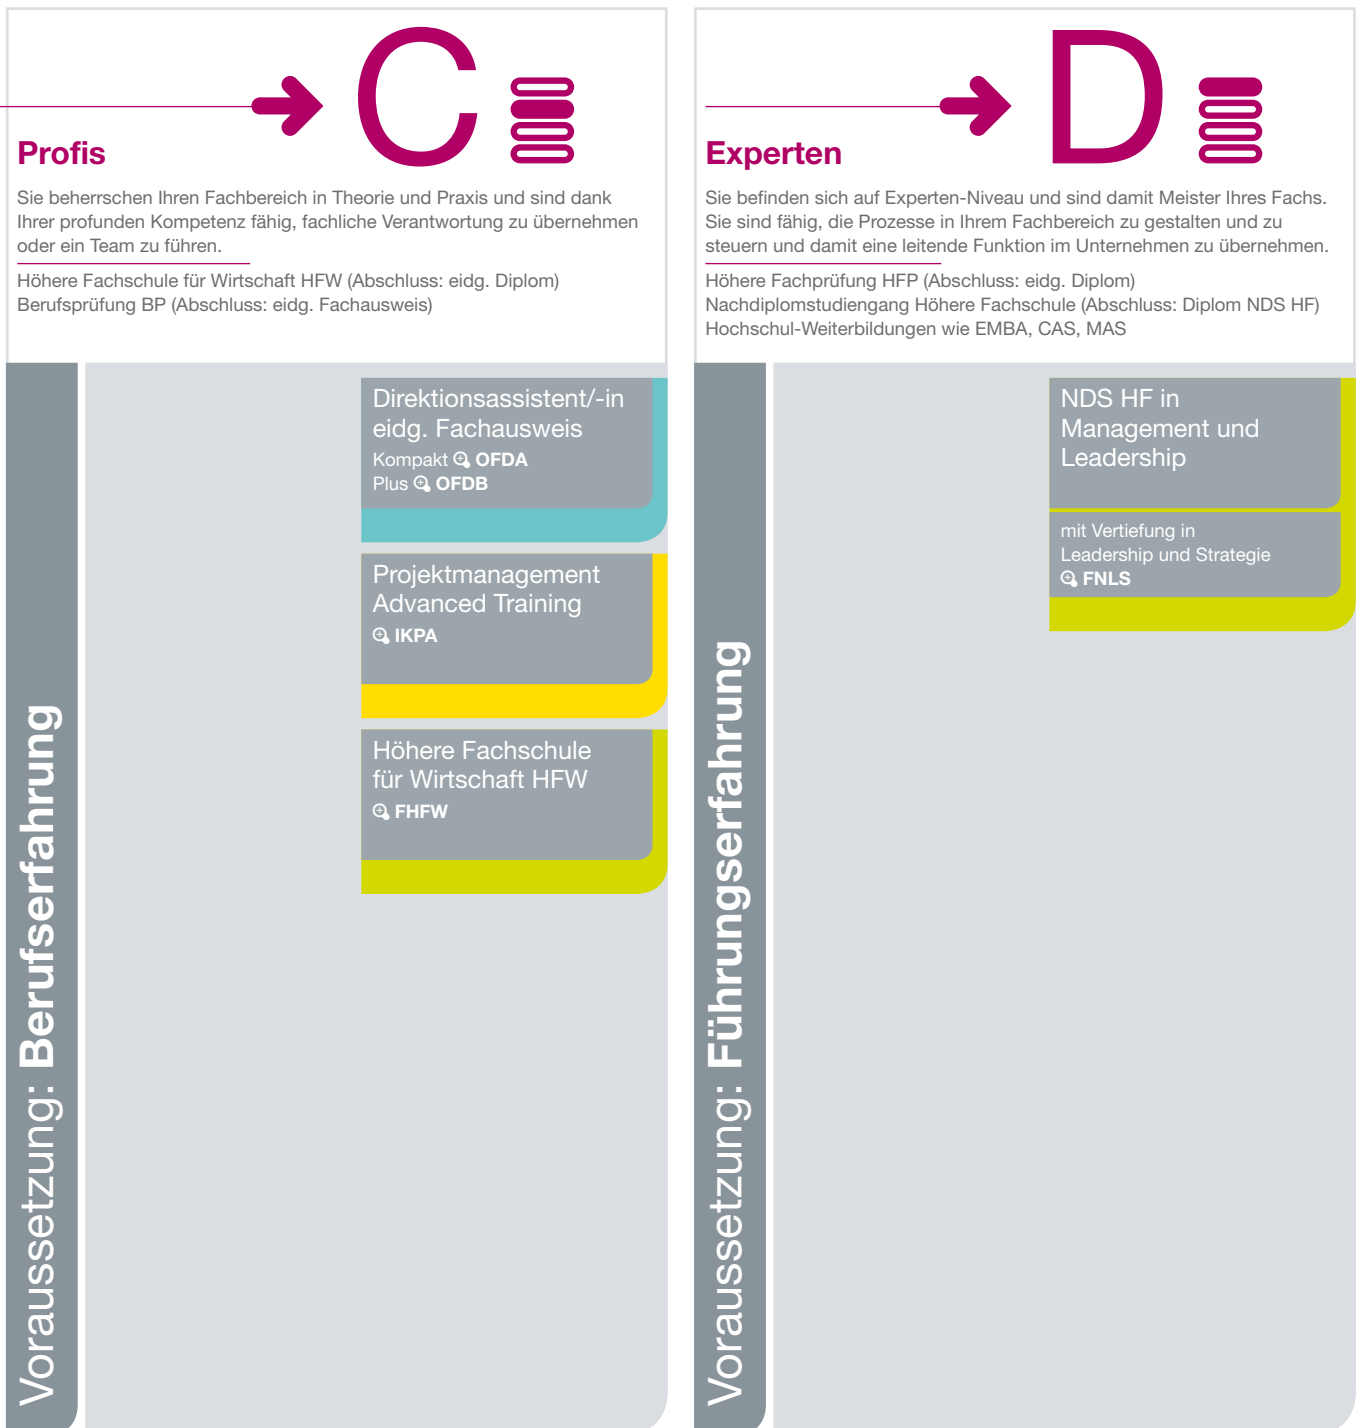 C
Profis
Sie beherrschen Ihren Fachbereich in Theorie und Praxis und sind dank
Ihrer profunden Kompetenz fähig, fachliche Verantwortung zu übernehmen
oder ein Team zu führen.
Höhere Fachschule für Wirtschaft HFW (Abschluss: eidg. Diplom)
Berufsprüfung BP (Abschluss: eidg. Fachausweis)
Voraussetzung: Berufserfahrung
Direktionsassistent/-in
eidg. Fachausweis
Kompakt OFDA
Plus OFDB
Projektmanagement
Advanced Training
IKPA
Höhere Fachschule
für Wirtschaft HFW
FHFW
D
Experten
Sie befinden sich auf Experten-Niveau und sind damit Meister Ihres Fachs.
Sie sind fähig, die Prozesse in Ihrem Fachbereich zu gestalten und zu
steuern und damit eine leitende Funktion im Unternehmen zu übernehmen.
Höhere Fachprüfung HFP (Abschluss: eidg. Diplom)
Nachdiplomstudiengang Höhere Fachschule (Abschluss: Diplom NDS HF)
Hochschul-Weiterbildungen wie EMBA, CAS, MAS
Voraussetzung: Führungserfahrung
NDS HF in
Management und
Leadership
mit Vertiefung in
Leadership und Strategie
FNLS